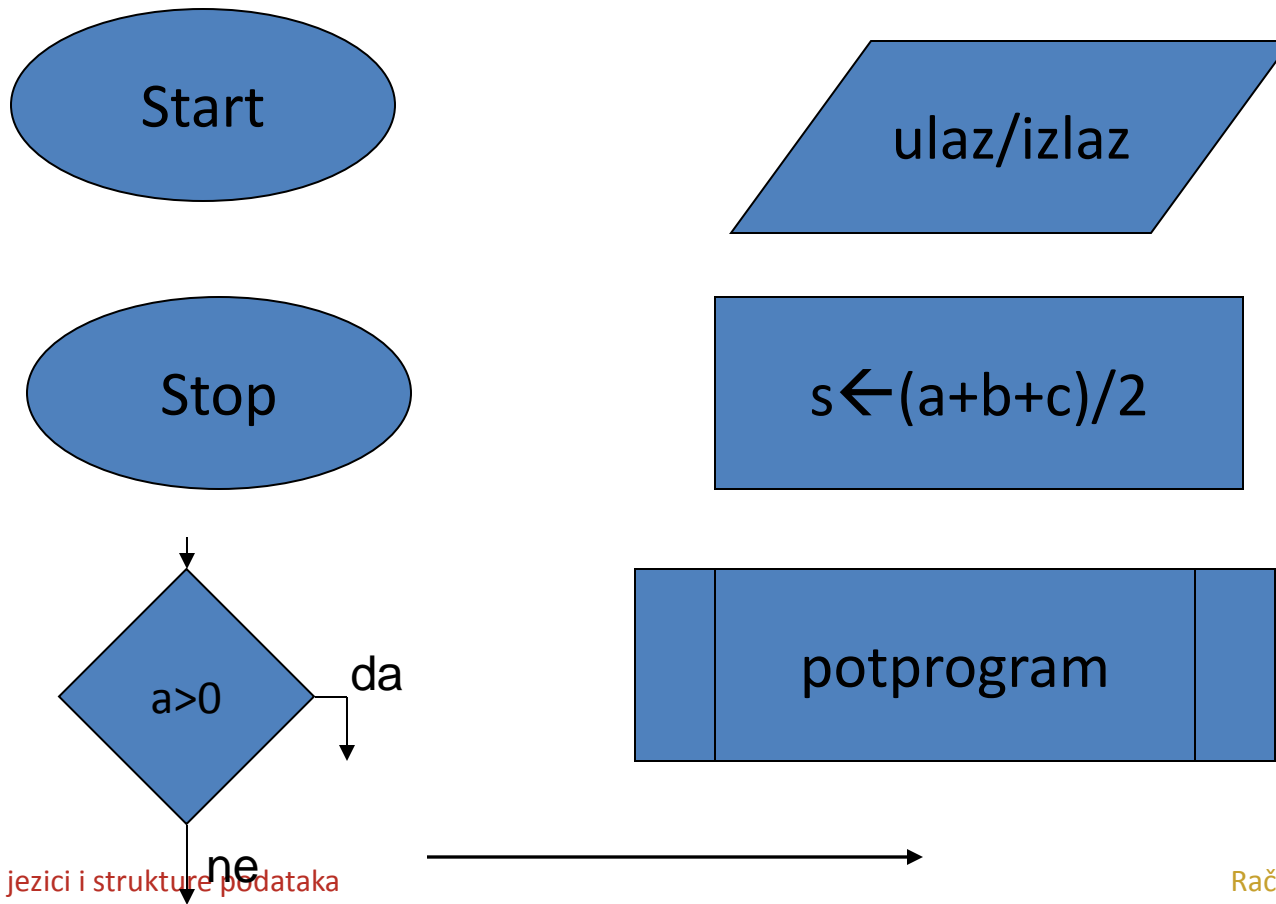 Start
ulaz/izlaz
Stop
s←(a+b+c)/2
a>0
da
potprogram
ne
jezici i strukture podataka
Rač